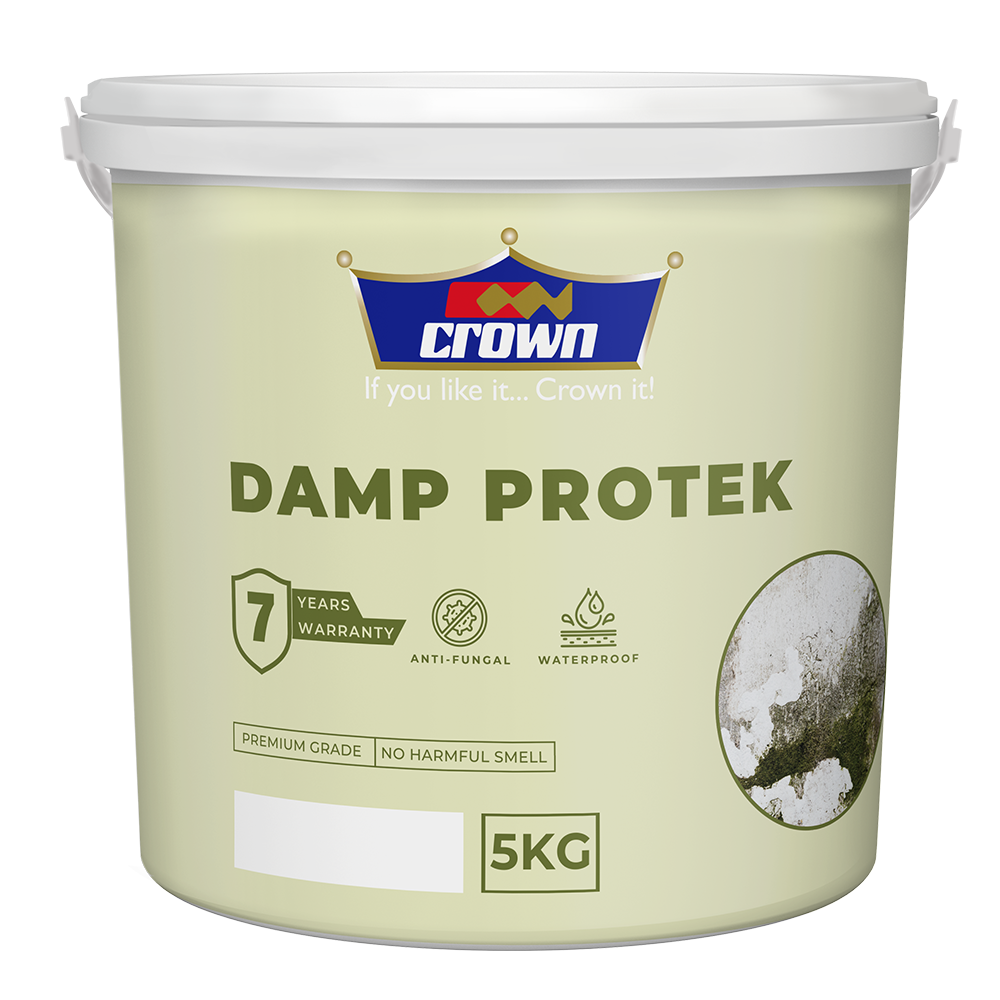 crown
If you like it... Crown it!
DAMP PROTEK
7
YEARS
WARRANTY
ANTI-FUNGAL
WATERPROOF
PREMIUM GRADE
NO HARMFUL SMELL
5KG